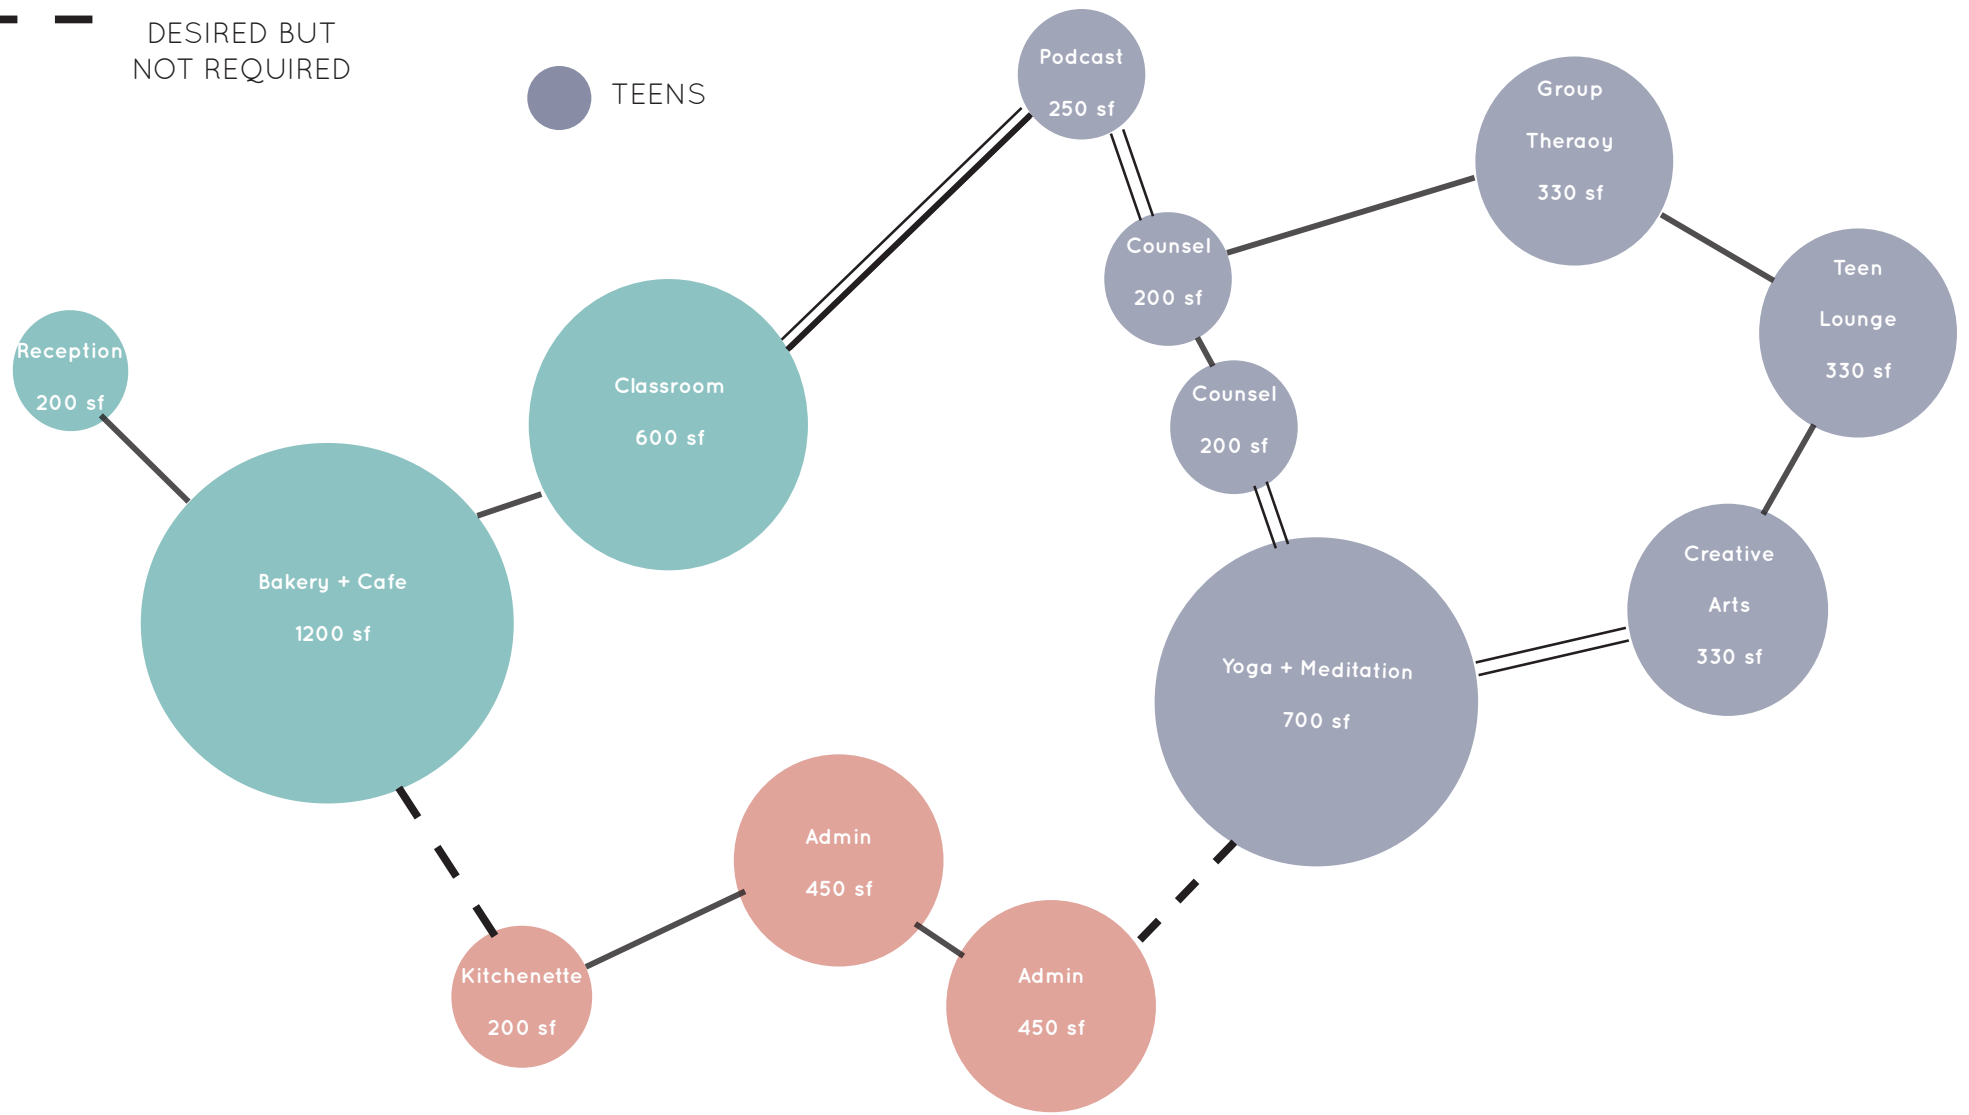 DESIRED BUT
NOT REQUIRED
TEENS
Podcast
250 sf
Group
Theraoy
330 sf
Counsel
200 sf
Teen
Lounge
330 sf
Reception
200 sf
Classroom
600 sf
Counsel
200 sf
Bakery + Cafe
1200 sf
Creative
Arts
330 sf
Yoga + Meditation
700 sf
Admin
450 sf
Kitchenette
200 sf
Admin
450 sf